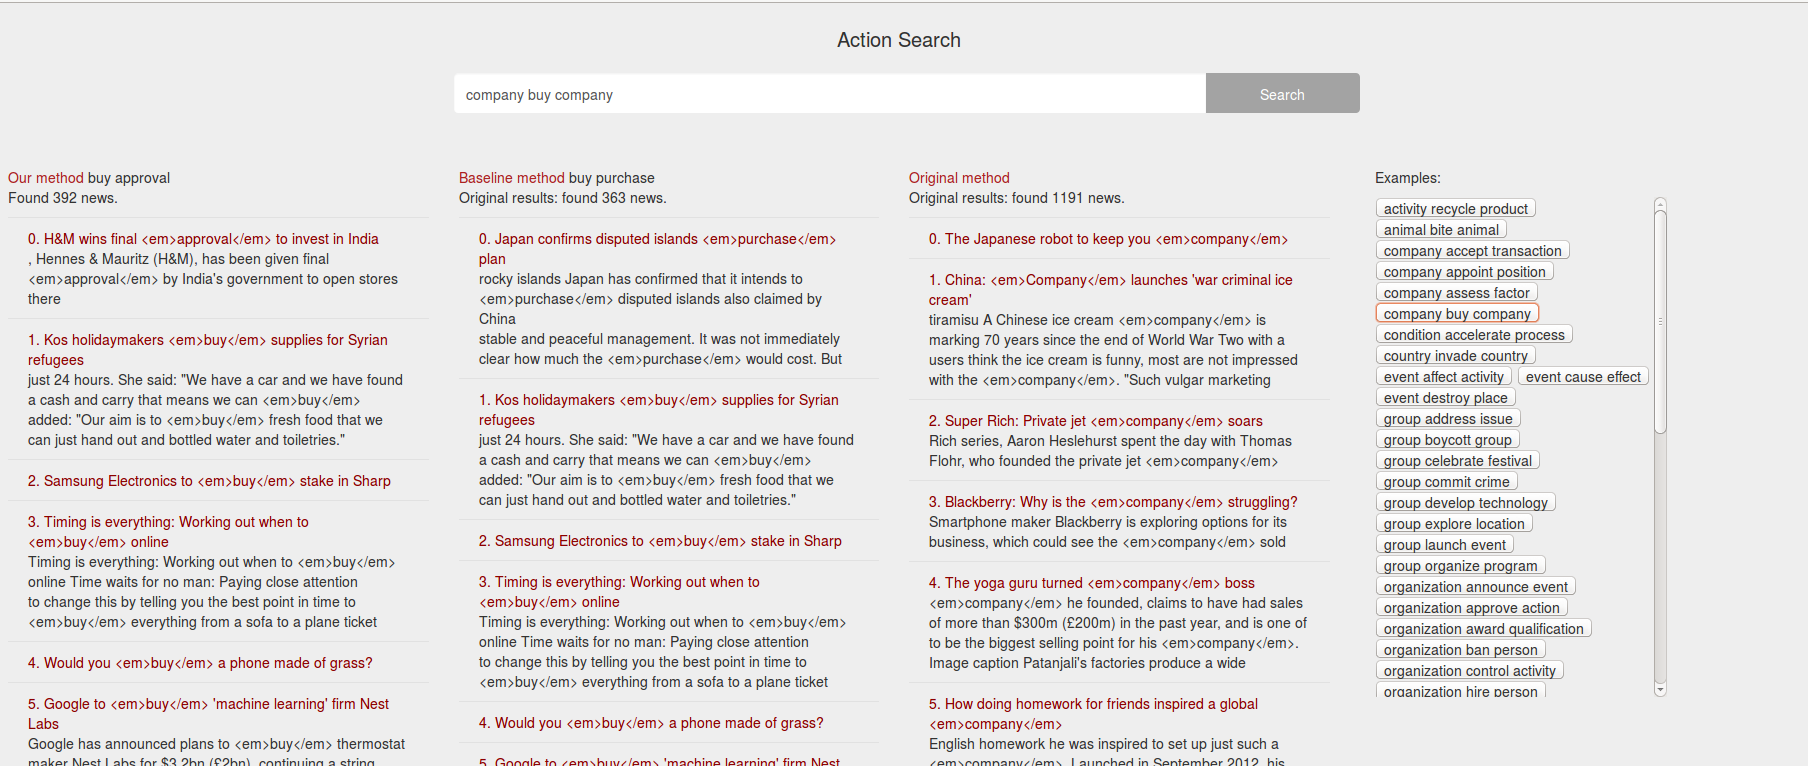 Action Search
company buy company
Search
Our method buy approval
Found 392 news.
0. H&M wins final <em>approval</em> to invest in India
, Hennes & Mauritz (H&M), has been given final
<em>approval</em> by India's government to open stores
there
1. Kos holidaymakers <em>buy</em> supplies for Syrian
refugees
just 24 hours. She said: "We have a car and we have found
a cash and carry that means we can <em>buy</em>
added: "Our aim is to <em>buy</em> fresh food that we
can just hand out and bottled water and toiletries."
2. Samsung Electronics to <em>buy</em> stake in Sharp
3. Timing is everything: Working out when to
<em>buy</em> online
Timing is everything: Working out when to <em>buy</em>
online Time waits for no man: Paying close attention
to change this by telling you the best point in time to
<em>buy</em> everything from a sofa to a plane ticket
4. Would you <em>buy</em> a phone made of grass?
5. Google to <em>buy</em> 'machine learning' firm Nest
Labs
Google has announced plans to <em>buy</em> thermostat
maker Nest Labs for $3.2bn (£2bn), continuing a string
Baseline method buy purchase
Original results: found 363 news.
0. Japan confirms disputed islands <em>purchase</em>
plan
rocky islands Japan has confirmed that it intends to
<em>purchase</em> disputed islands also claimed by
China
stable and peaceful management. It was not immediately
clear how much the <em>purchase</em> would cost. But
1. Kos holidaymakers <em>buy</em> supplies for Syrian
refugees
just 24 hours. She said: "We have a car and we have found
a cash and carry that means we can <em>buy</em>
added: "Our aim is to <em>buy</em> fresh food that we
can just hand out and bottled water and toiletries."
2. Samsung Electronics to <em>buy</em> stake in Sharp
3. Timing is everything: Working out when to
<em>buy</em> online
Timing is everything: Working out when to <em>buy</em>
online Time waits for no man: Paying close attention
to change this by telling you the best point in time to
<em>buy</em> everything from a sofa to a plane ticket
4. Would you <em>buy</em> a phone made of grass?
5. Google to <em>buy</em> 'machine learning' firm Nest
Original method
Original results: found 1191 news.
0. The Japanese robot to keep you <em>company</em>
1. China: <em>Company</em> launches 'war criminal ice
cream'
tiramisu A Chinese ice cream <em>company</em> is
marking 70 years since the end of World War Two with a
users think the ice cream is funny, most are not impressed
with the <em>company</em>. "Such vulgar marketing
2. Super Rich: Private jet <em>company</em> soars
Rich series, Aaron Heslehurst spent the day with Thomas
Flohr, who founded the private jet <em>company</em>
3. Blackberry: Why is the <em>company</em> struggling?
Smartphone maker Blackberry is exploring options for its
business, which could see the <em>company</em> sold
4. The yoga guru turned <em>company</em> boss
<em>company</em> he founded, claims to have had sales
of more than $300m (£200m) in the past year, and is one of
to be the biggest selling point for his <em>company</em>.
Image caption Patanjali's factories produce a wide
5. How doing homework for friends inspired a global
<em>company</em>
English homework he was inspired to set up just such a
<em>company</em>. Launched in September 2012, his
Examples:
activity recycle product
animal bite animal
company accept transaction
company appoint position
company assess factor
company buy company
condition accelerate process
country invade country
event affect activity event cause effect
event destroy place
group address issue
group boycott group
group celebrate festival
group commit crime
group develop technology
group explore location
group launch event
group organize program
organization announce event
organization approve action
organization award qualification
organization ban person
organization control activity
organization hire person